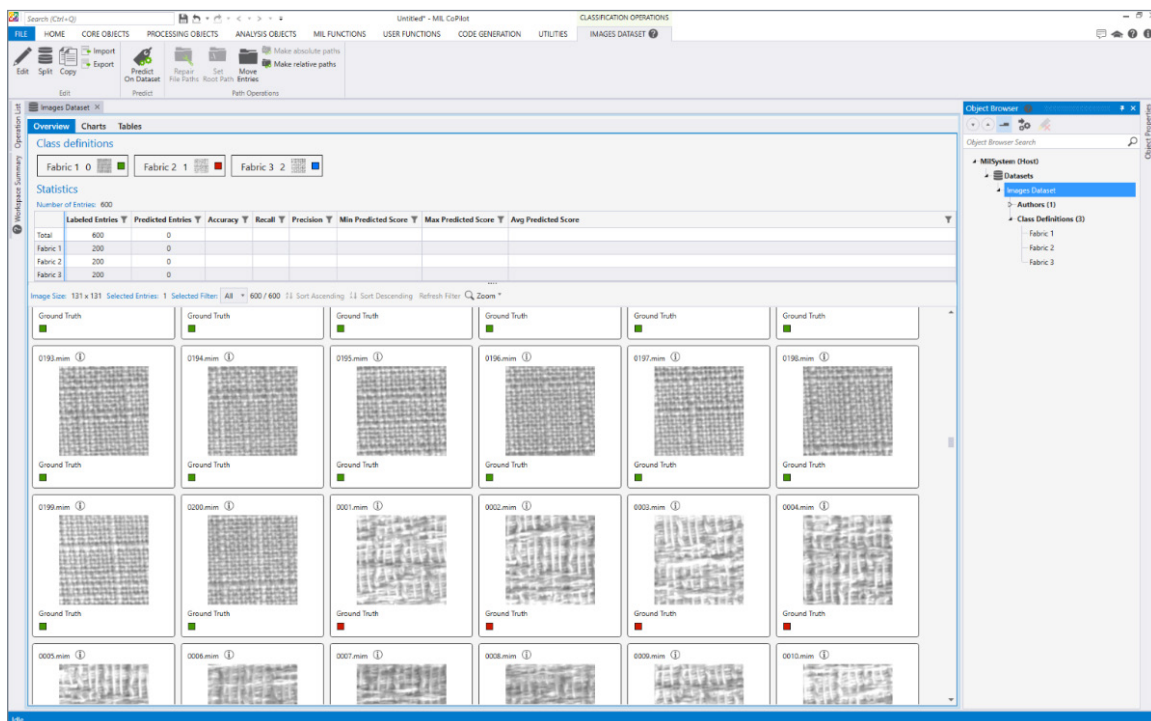 Search (Ctrl+Q)
Untitled* - MIL CoPilot
CLASSIFICATION OPERATIONS
FILE HOME CORE OBJECTS PROCESSING OBJECTS ANALYSIS OBJECTS MIL FUNCTIONS USER FUNCTIONS CODE GENERATION UTILITIES IMAGES DATASET
Edit Split Copy
Import
Export
Predict On Dataset
Repair File Paths
Set Root Path
Move Entries
Make absolute paths
Make relative paths
Edit Predict Path Operations
Operation List
Workspace Summary
Images Dataset
Overview Charts Tables
Class definitions
Fabric 1 0 Fabric 2 1 Fabric 3 2
Statistics
Number of Entries: 600
Labeled Entries Predicted Entries Accuracy Recall Precision Min Predicted Score Max Predicted Score Avg Predicted Score
Total 600 0
Fabric 1 200 0
Fabric 2 200 0
Fabric 3 200 0
Image Size: 131 x 131 Selected Entries: 1 Selected Filter: All 600 / 600 Sort Ascending Sort Descending Refresh Filter Zoom
Ground Truth Ground Truth Ground Truth Ground Truth Ground Truth Ground Truth
0193.mim 0194.mim 0195.mim 0196.mim 0197.mim 0198.mim
Ground Truth Ground Truth Ground Truth Ground Truth Ground Truth Ground Truth
0199.mim 0200.mim 0001.mim 0002.mim 0003.mim 0004.mim
Ground Truth Ground Truth Ground Truth Ground Truth Ground Truth Ground Truth
0005.mim 0006.mim 0007.mim 0008.mim 0009.mim 0010.mim
Object Browser
Object Browser Search
MilSystem (Host)
Datasets
Images Dataset
Authors (1)
Class Definitions (3)
Fabric 1
Fabric 2
Fabric 3
Object Properties
Idle